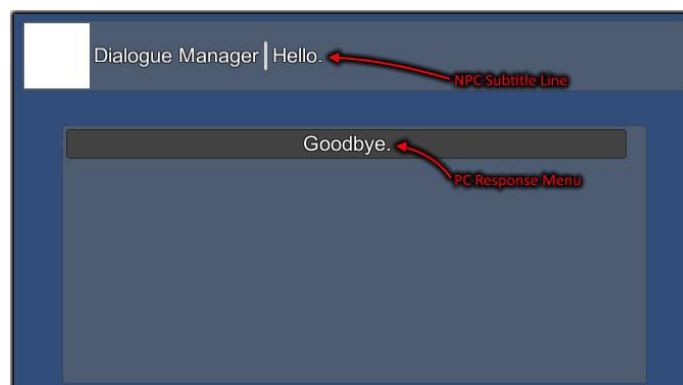 Dialogue Manager Hello.
NPC Subtitle Line
Goodbye.
PC Response Menu